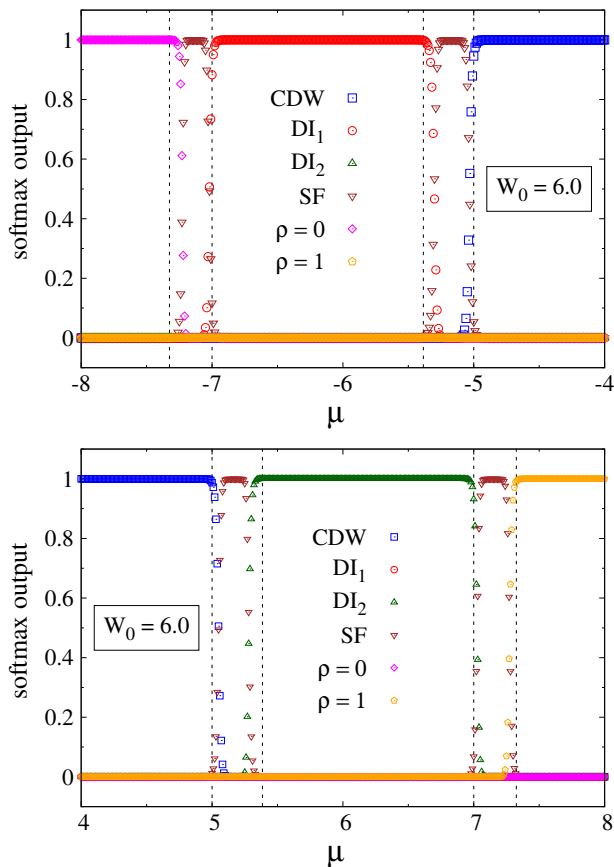 1
0.8
0.6
0.4
0.2
0
softmax output
CDW
DI₁
DI₂
SF
ρ = 0
ρ = 1
W₀ = 6.0
-8 -7 -6 -5 -4
μ
1
0.8
0.6
0.4
0.2
0
softmax output
CDW
DI₁
DI₂
SF
ρ = 0
ρ = 1
W₀ = 6.0
4 5 6 7 8
μ